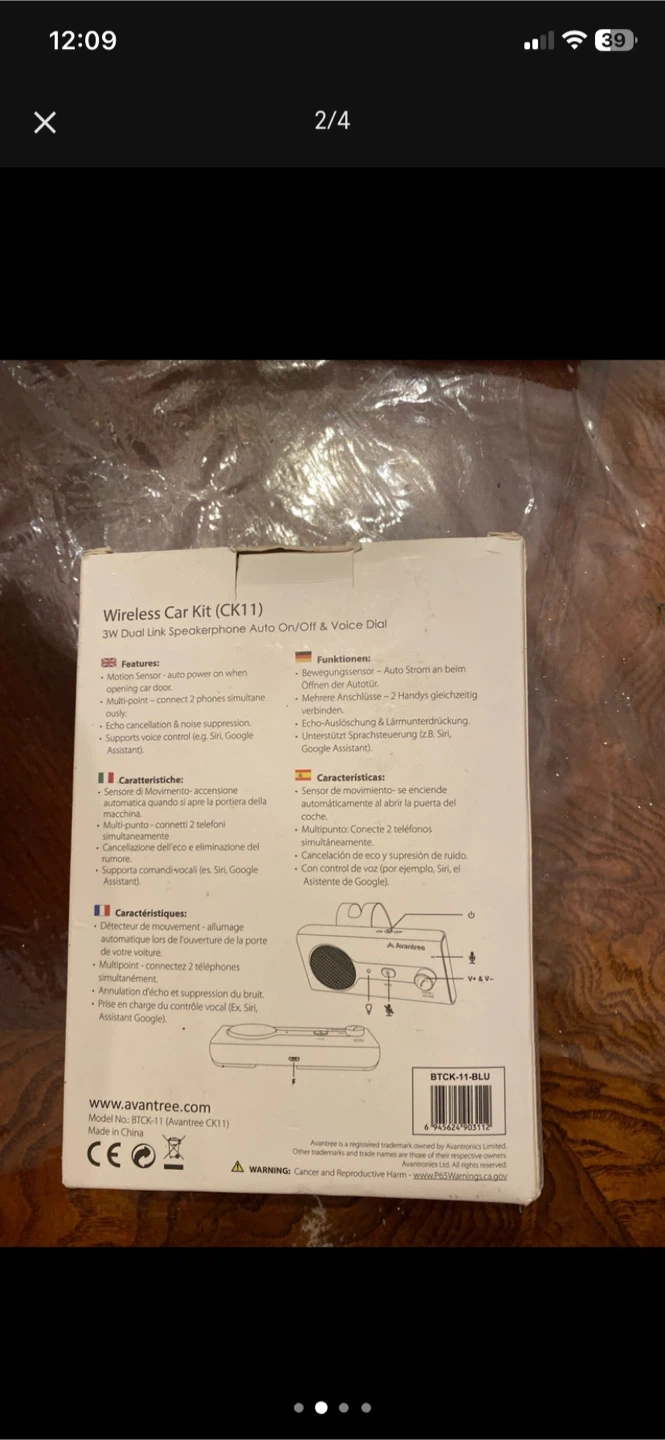 12:09
39
2/4
Wireless Car Kit (CK11)
3W Dual Link Speakerphone Auto On/Off & Voice Dial
Features:
• Motion Sensor - auto power on when
opening car door.
• Multi-point – connect 2 phones simultane
ously.
• Echo cancellation & noise suppression.
• Supports voice control (e.g. Siri, Google
Assistant).
Funktionen:
• Bewegungssensor – Auto Strom an beim
Öffnen der Autotür.
• Mehrere Anschlüsse – 2 Handys gleichzeitig
verbinden.
• Echo-Auslöschung & Lärmunterdrückung.
• Unterstützt Sprachsteuerung (z.B. Siri,
Google Assistant).
Caratteristiche:
• Sensore di Movimento- accensione
automatica quando si apre la portiera della
macchina.
• Multi-punto - connetti 2 telefoni
simultaneamente
• Cancellazione dell'eco e eliminazione del
rumore.
• Supporta comandi-vocali (es. Siri, Google
Assistant).
Características:
• Sensor de movimiento- se enciende
automáticamente al abrir la puerta del
coche.
• Multipunto: Conecte 2 teléfonos
simultáneamente.
• Cancelación de eco y supresión de ruido.
• Con control de voz (por ejemplo, Siri, el
Asistente de Google).
Caractéristiques:
• Détecteur de mouvement - allumage
automatique lors de l'ouverture de la porte
de votre voiture.
• Multipoint - connectez 2 téléphones
simultanément.
• Annulation d'écho et suppression du bruit.
• Prise en charge du contrôle vocal (Ex. Siri,
Assistant Google).
Avantree
V+ & V-
BTCK-11-BLU
6 945624 903112
www.avantree.com
Model No.: BTCK-11 (Avantree CK11)
Made in China
CE
Avantree is a registered trademark owned by Avantronics Limited.
Other trademarks and trade names are those of their respective owners.
Avantronics Ltd. All rights reserved.
WARNING: Cancer and Reproductive Harm - www.P65Warnings.ca.gov